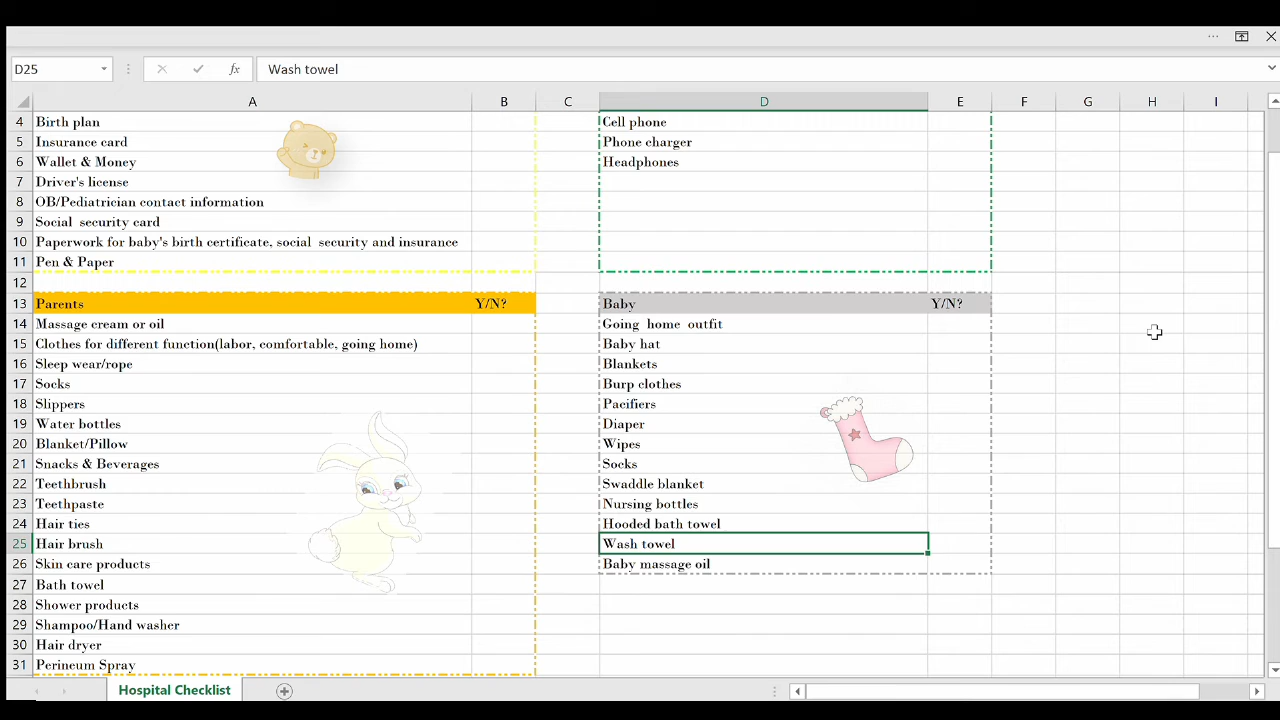 D25
fx
Wash towel
A B C D E F G H I
4 Birth plan Cell phone
5 Insurance card Phone charger
6 Wallet & Money Headphones
7 Driver's license
8 OB/Pediatrician contact information
9 Social security card
10 Paperwork for baby's birth certificate, social security and insurance
11 Pen & Paper
12
13 Parents Y/N? Baby Y/N?
14 Massage cream or oil Going home outfit
15 Clothes for different function(labor, comfortable, going home) Baby hat
16 Sleep wear/rope Blankets
17 Socks Burp clothes
18 Slippers Pacifiers
19 Water bottles Diaper
20 Blanket/Pillow Wipes
21 Snacks & Beverages Socks
22 Teethbrush Swaddle blanket
23 Teethpaste Nursing bottles
24 Hair ties Hooded bath towel
25 Hair brush Wash towel
26 Skin care products Baby massage oil
27 Bath towel
28 Shower products
29 Shampoo/Hand washer
30 Hair dryer
31 Perineum Spray
Hospital Checklist